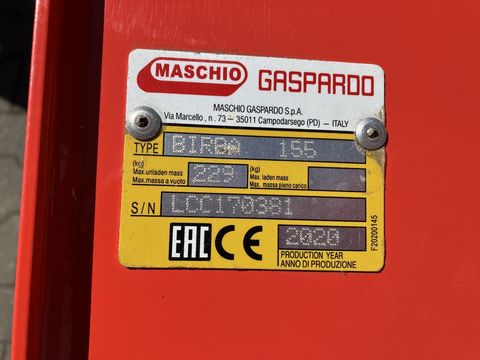 MASCHIO GASPARDO
MASCHIO GASPARDO S.p.A.
Via Marcello, n. 73 - 35011 Campodarsego (PD) - ITALY
TYPE BIRBA 155
(kg) Max.unladen mass Max.massa a vuoto 229 (kg) Max. laden mass Max. massa pieno carico
S/N LCC170381
EAC CE 2020
PRODUCTION YEAR
ANNO DI PRODUZIONE
F20200145